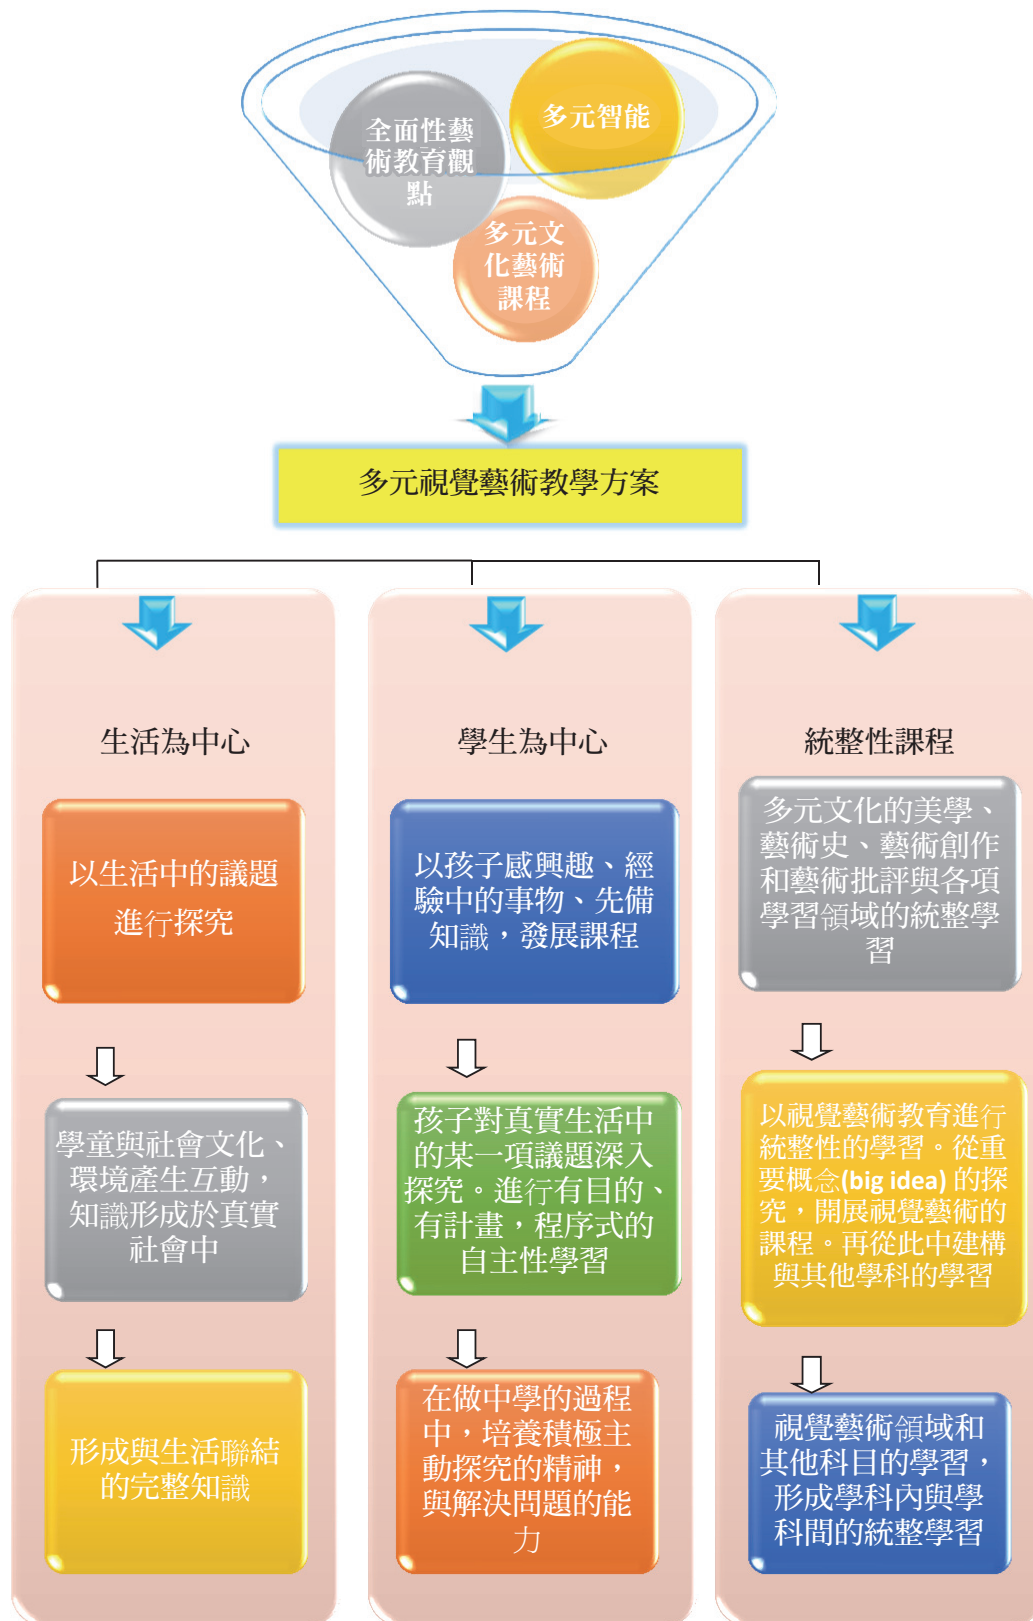 多元智能
全面性藝
術教育觀
點
多元文
化藝術
課程
多元視覺藝術教學方案
生活為中心
以生活中的議題
進行探究
學童與社會文化、
環境產生互動，
知識形成於真實
社會中
形成與生活聯結
的完整知識
學生為中心
以孩子感興趣、經
驗中的事物、先備
知識，發展課程
孩子對真實生活中
的某一項議題深入
探究。進行有目的、
有計畫，程序式的
自主性學習
在做中學的過程
中，培養積極主
動探究的精神，
與解決問題的能
力
統整性課程
多元文化的美學、
藝術史、藝術創作
和藝術批評與各項
學習領域的統整學
習
以視覺藝術教育進行
統整性的學習。從重
要概念(big idea) 的探
究，開展視覺藝術的
課程。再從此中建構
與其他學科的學習
視覺藝術領域和
其他科目的學習，
形成學科內與學
科間的統整學習